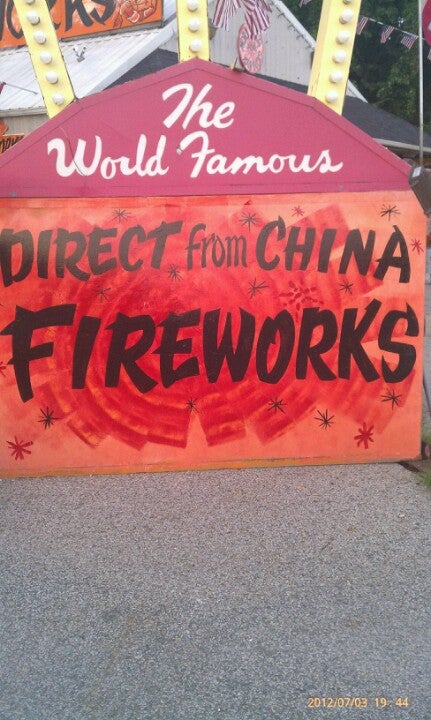 The
World Famous
DIRECT from CHINA
FIREWORKS
2012/07/03 19:44